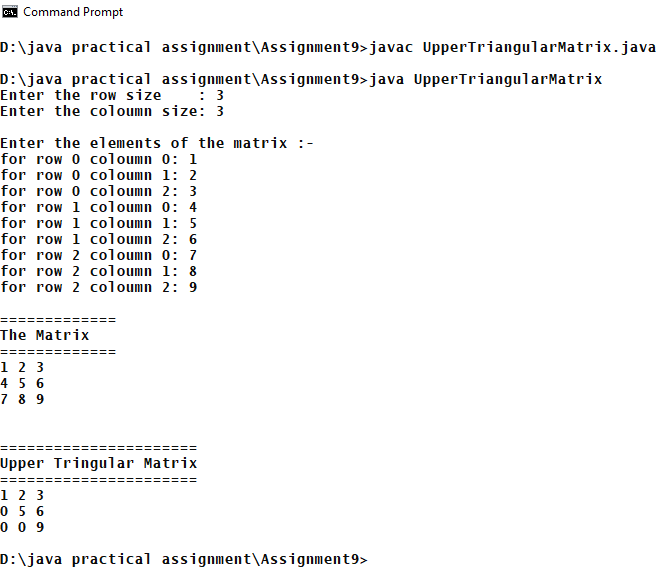 Command Prompt
D:\java practical assignment\Assignment9>javac UpperTriangularMatrix.java
D:\java practical assignment\Assignment9>java UpperTriangularMatrix
Enter the row size    : 3
Enter the coloumn size: 3
Enter the elements of the matrix :-
for row 0 coloumn 0: 1
for row 0 coloumn 1: 2
for row 0 coloumn 2: 3
for row 1 coloumn 0: 4
for row 1 coloumn 1: 5
for row 1 coloumn 2: 6
for row 2 coloumn 0: 7
for row 2 coloumn 1: 8
for row 2 coloumn 2: 9
=============
The Matrix
=============
1 2 3
4 5 6
7 8 9
======================
Upper Tringular Matrix
======================
1 2 3
0 5 6
0 0 9
D:\java practical assignment\Assignment9>